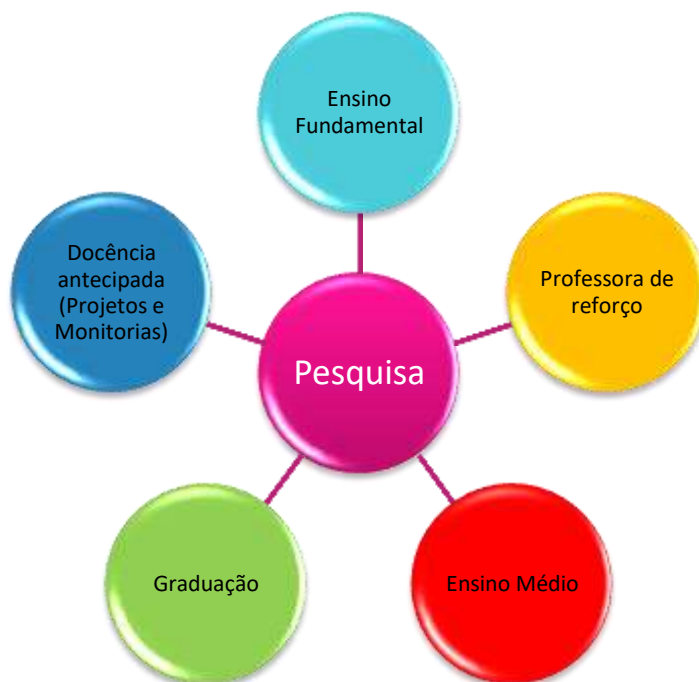 Ensino
Fundamental
Docência
antecipada
(Projetos e
Monitorias)
Professora de
reforço
Pesquisa
Graduação
Ensino Médio